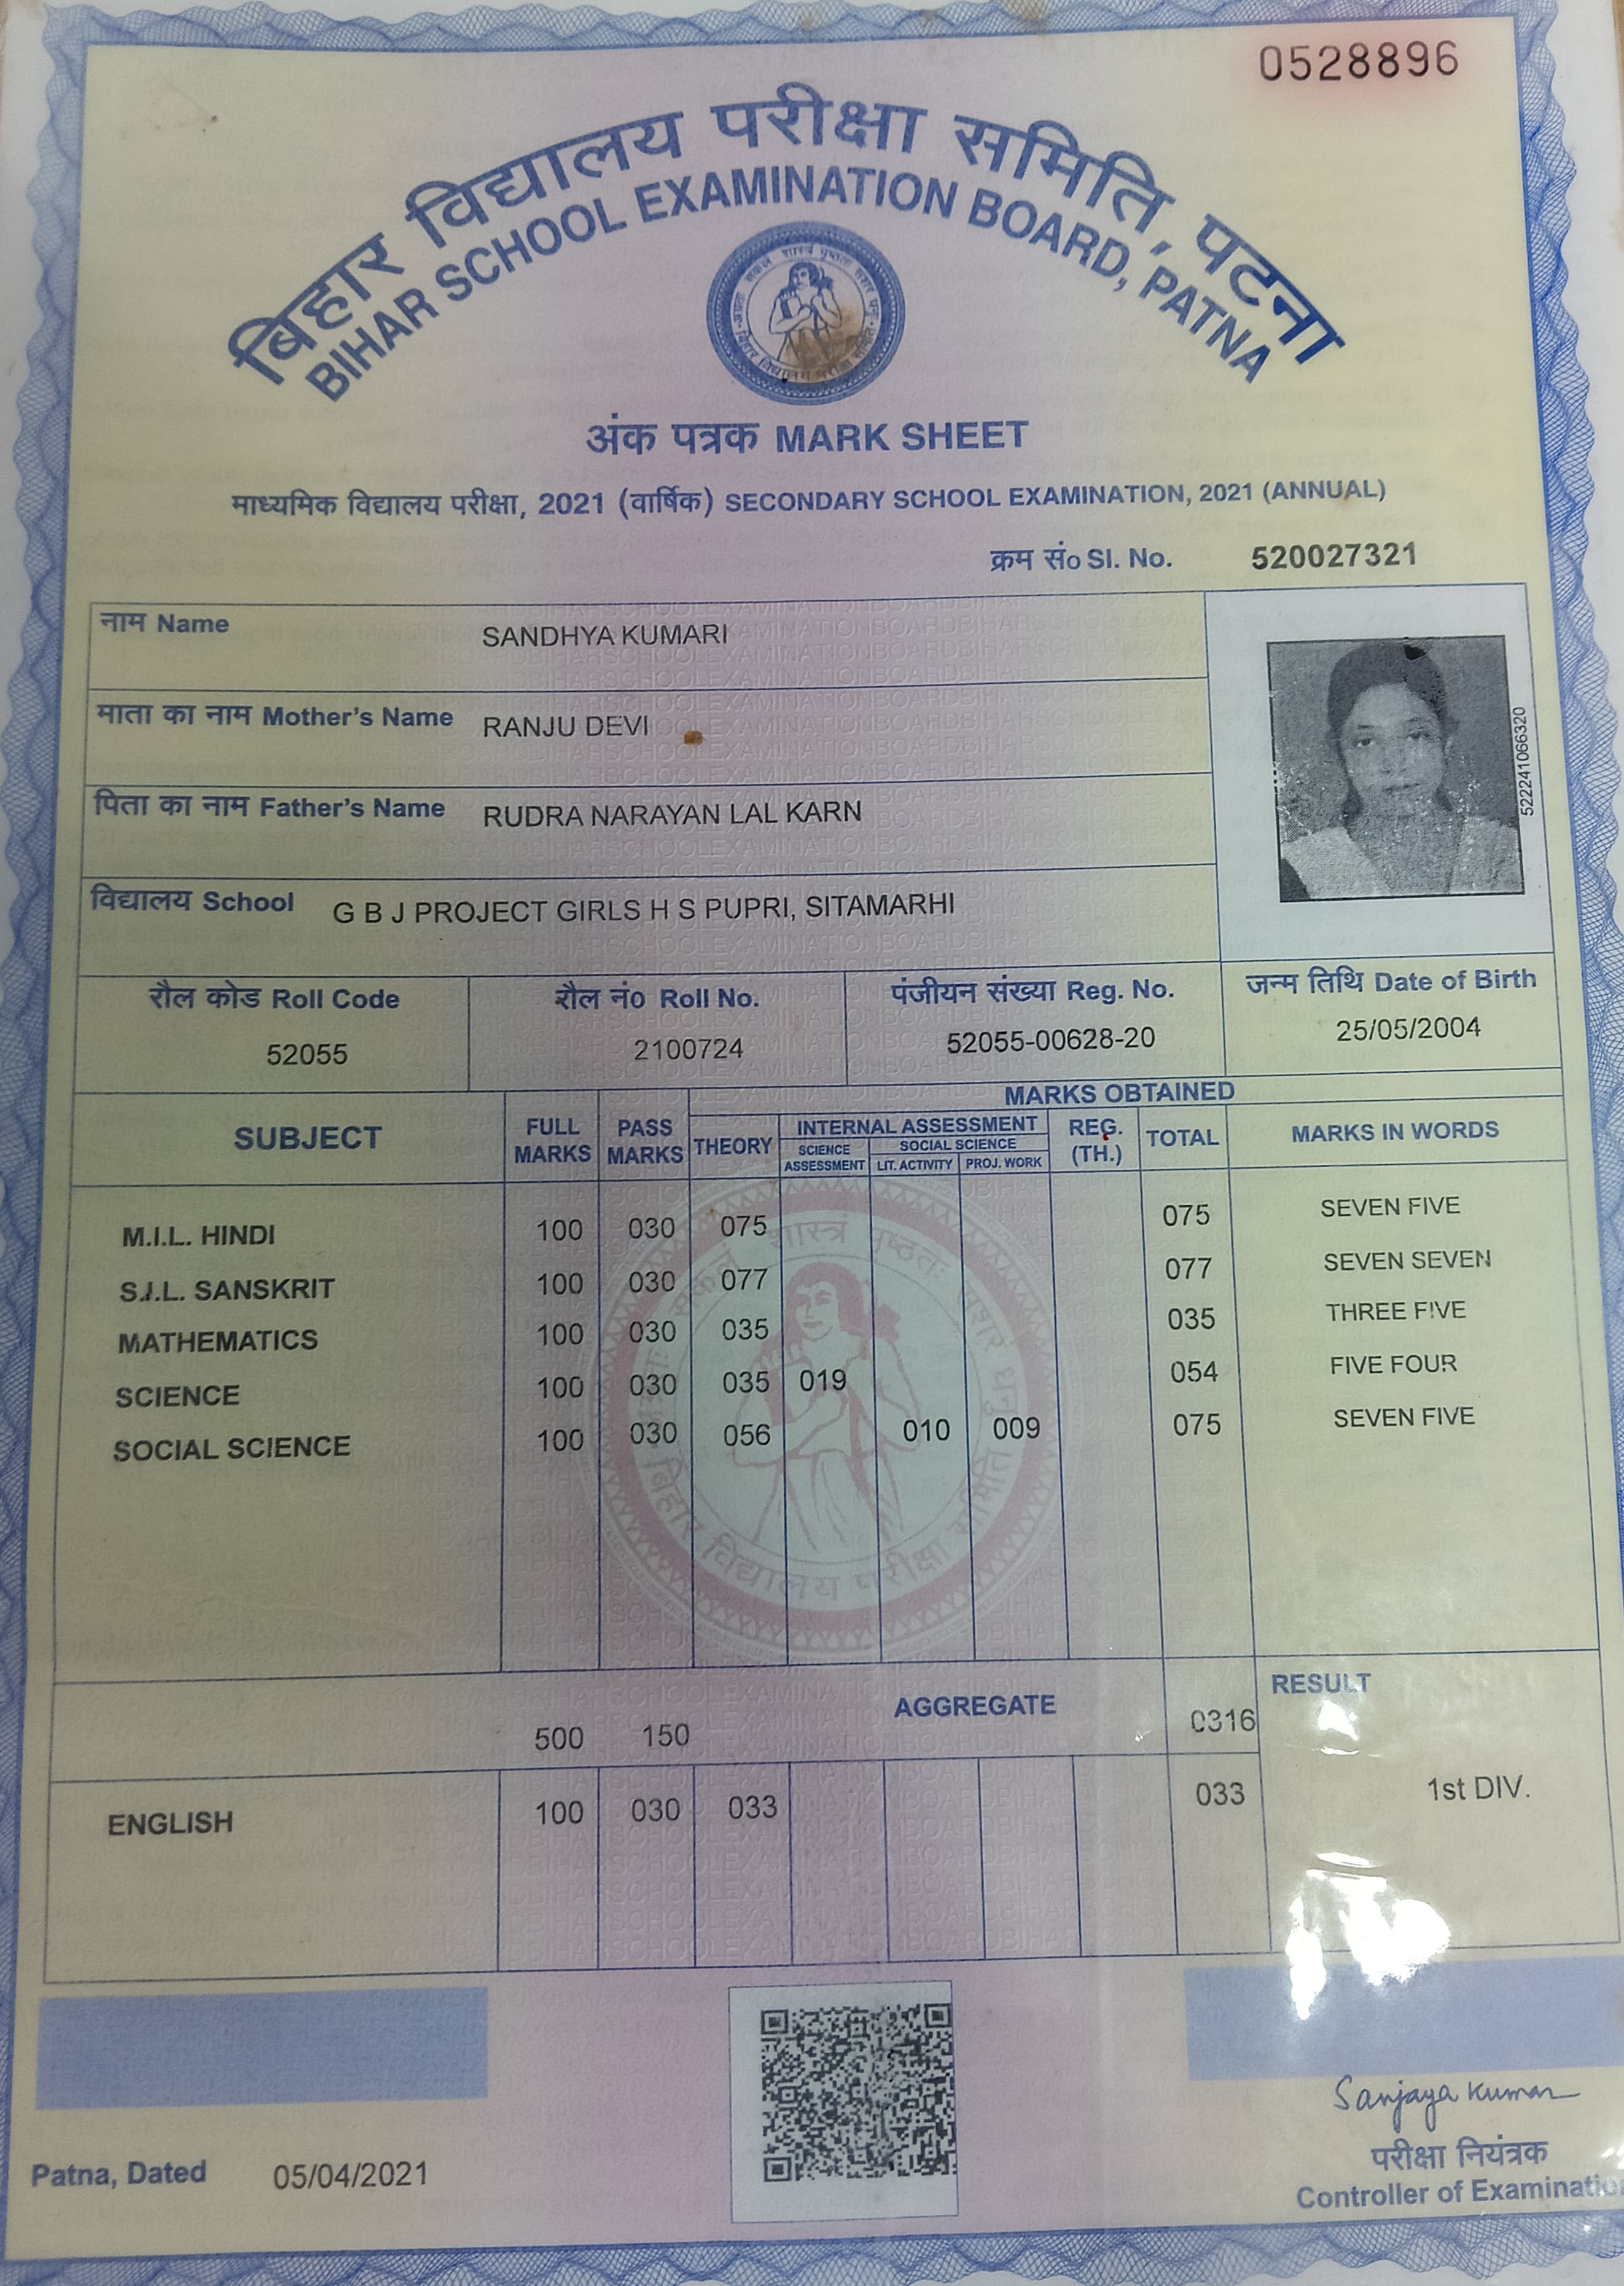 0528896
बिहार विद्यालय परीक्षा समिति, पटना
BIHAR SCHOOL EXAMINATION BOARD, PATNA
अंक पत्रक MARK SHEET
माध्यमिक विद्यालय परीक्षा, 2021 (वार्षिक) SECONDARY SCHOOL EXAMINATION, 2021 (ANNUAL)
क्रम सं० Sl. No. 520027321
नाम Name SANDHYA KUMARI
माता का नाम Mother's Name RANJU DEVI
पिता का नाम Father's Name RUDRA NARAYAN LAL KARN
विद्यालय School G B J PROJECT GIRLS H S PUPRI, SITAMARHI
522241066320
रौल कोड Roll Code रौल नं० Roll No. पंजीयन संख्या Reg. No. जन्म तिथि Date of Birth
52055 2100724 52055-00628-20 25/05/2004
MARKS OBTAINED
SUBJECT FULL MARKS PASS MARKS THEORY INTERNAL ASSESSMENT REG. (TH.) TOTAL MARKS IN WORDS
SCIENCE ASSESSMENT SOCIAL SCIENCE
LIT. ACTIVITY PROJ. WORK
M.I.L. HINDI 100 030 075 075 SEVEN FIVE
S.I.L. SANSKRIT 100 030 077 077 SEVEN SEVEN
MATHEMATICS 100 030 035 035 THREE FIVE
SCIENCE 100 030 035 019 054 FIVE FOUR
SOCIAL SCIENCE 100 030 056 010 009 075 SEVEN FIVE
बिहार विद्यालय परीक्षा समिति
500 150 AGGREGATE 0316 RESULT
ENGLISH 100 030 033 033 1st DIV.
Sanjaya Kumar
परीक्षा नियंत्रक
Patna, Dated 05/04/2021
Controller of